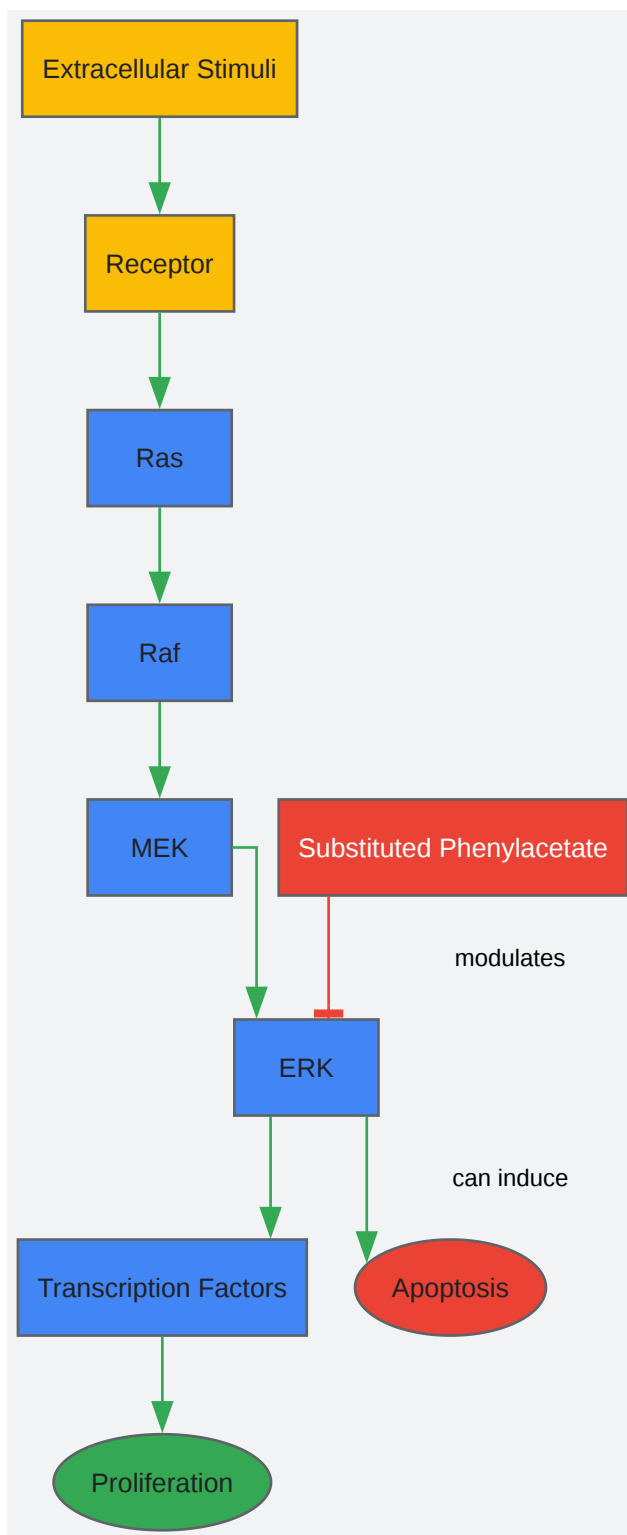 Extracellular Stimuli
Receptor
Ras
Raf
MEK
Substituted Phenylacetate
modulates
ERK
can induce
Transcription Factors
Apoptosis
Proliferation